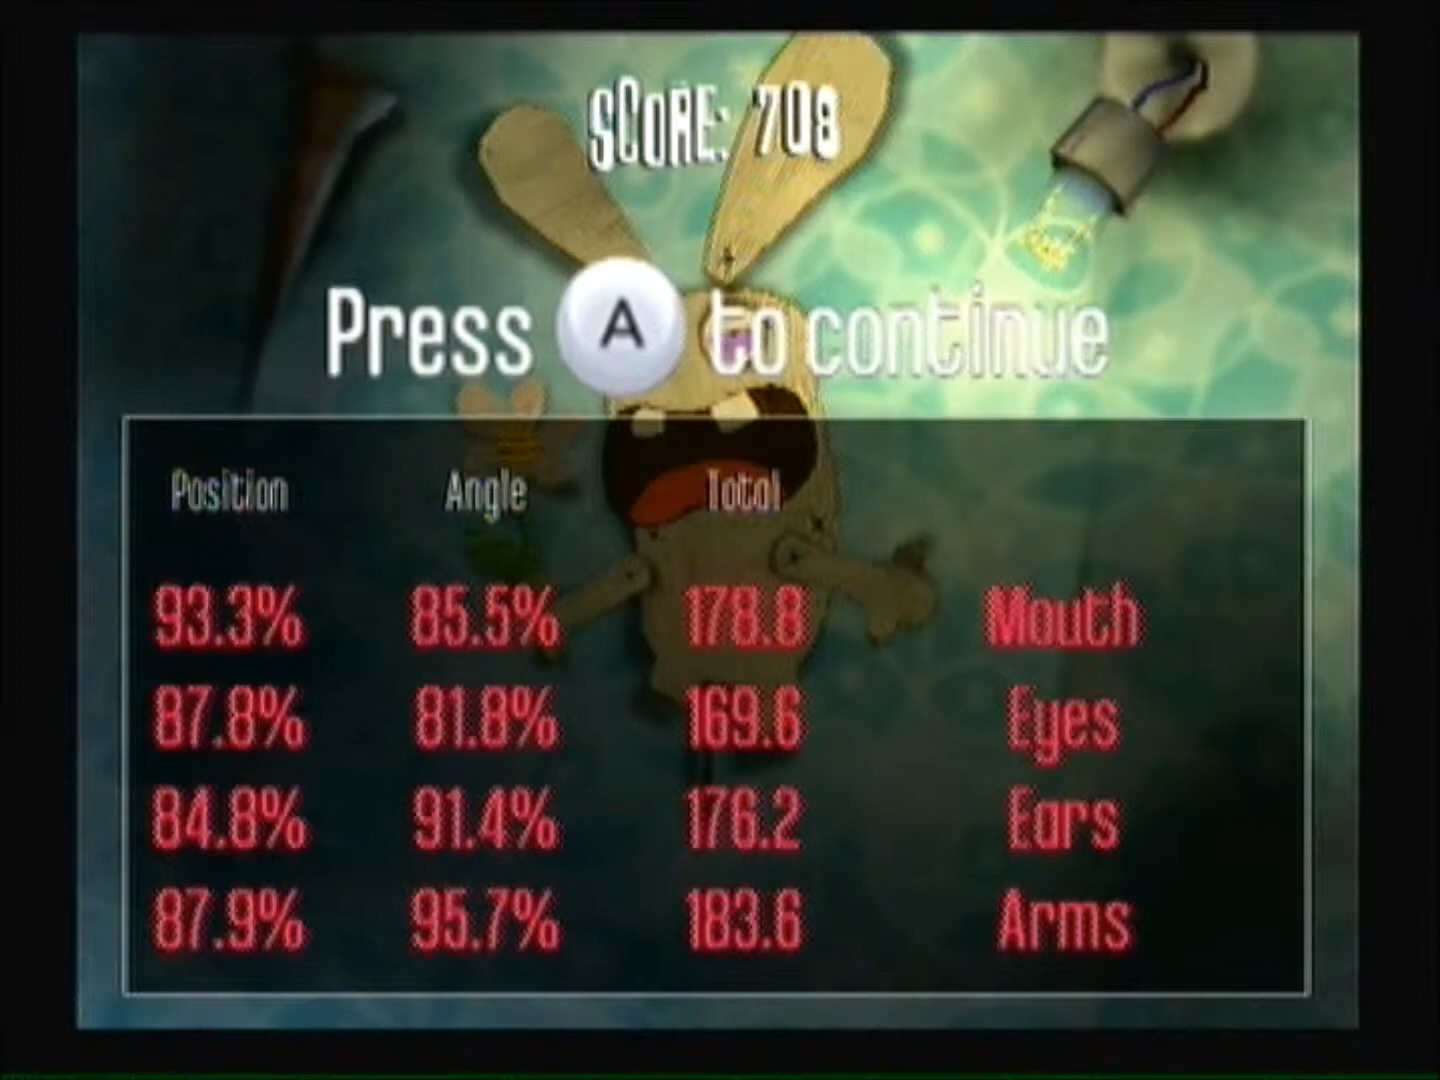 SCORE: 708
Press A to continue
Position Angle Total
93.3% 85.5% 178.8 Mouth
87.8% 81.8% 169.6 Eyes
84.8% 91.4% 176.2 Ears
87.9% 95.7% 183.6 Arms